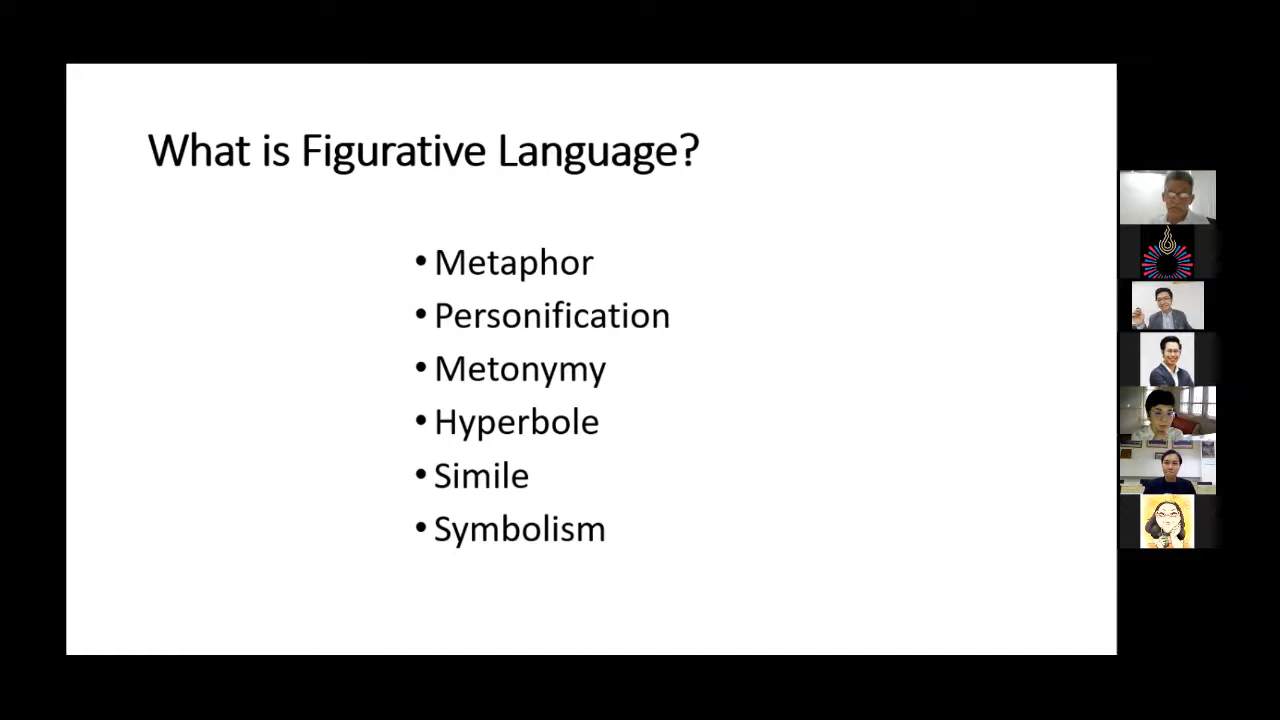 What is Figurative Language?
• Metaphor
• Personification
• Metonymy
• Hyperbole
• Simile
• Symbolism